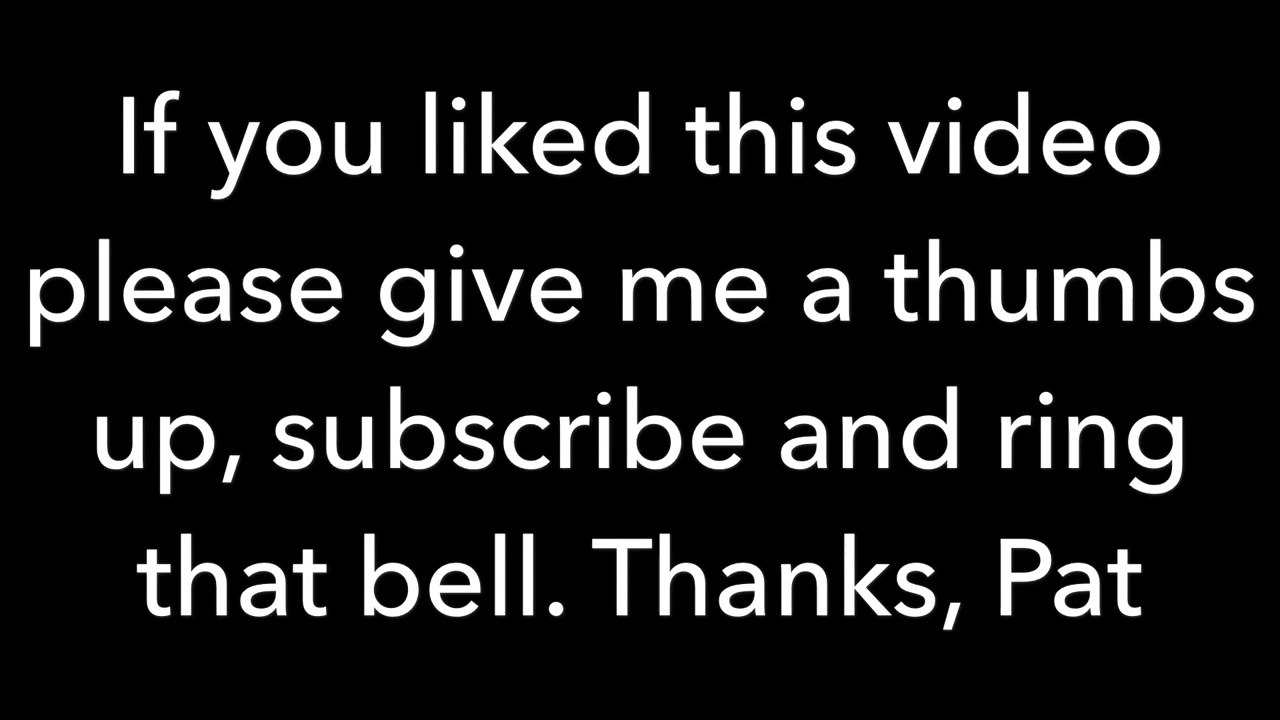 If you liked this video
please give me a thumbs
up, subscribe and ring
that bell. Thanks, Pat